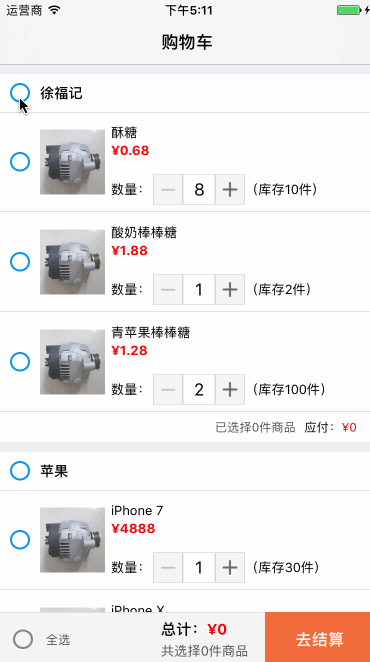 运营商 下午5:11
购物车
徐福记
酥糖
¥0.68
数量： 8 （库存10件）
酸奶棒棒糖
¥1.88
数量： 1 （库存2件）
青苹果棒棒糖
¥1.28
数量： 2 （库存100件）
已选择0件商品 应付：¥0
苹果
iPhone 7
¥4888
数量： 1 （库存30件）
iPhone X
全选 总计：¥0 去结算
共选择0件商品